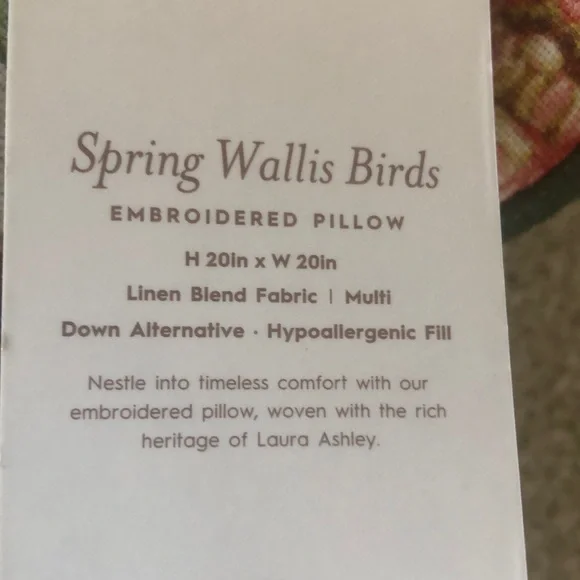 Spring Wallis Birds
EMBROIDERED PILLOW
H 20in x W 20in
Linen Blend Fabric | Multi
Down Alternative · Hypoallergenic Fill
Nestle into timeless comfort with our
embroidered pillow, woven with the rich
heritage of Laura Ashley.